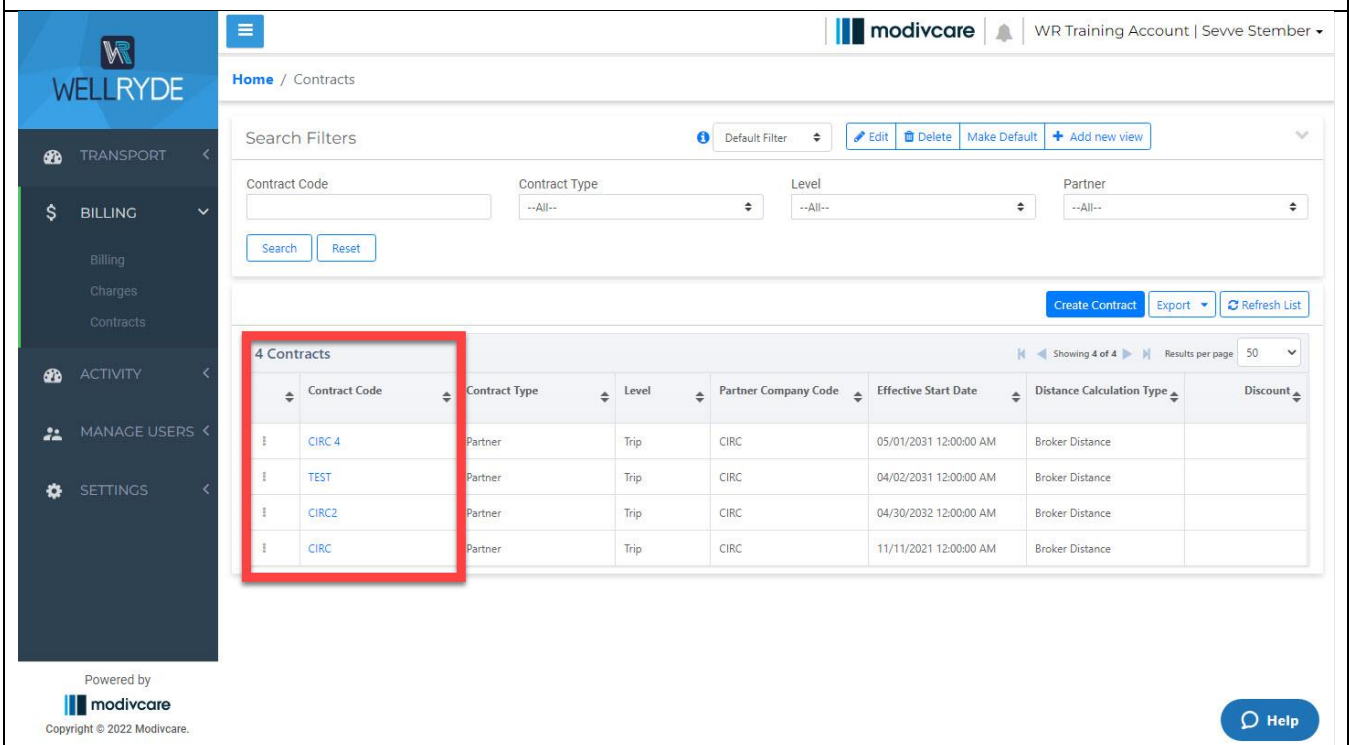 WR
WELLRYDE
modivcare
WR Training Account | Sevve Stember
Home / Contracts
TRANSPORT
BILLING
Billing
Charges
Contracts
ACTIVITY
MANAGE USERS
SETTINGS
Powered by
modivcare
Copyright © 2022 Modivcare.
Search Filters
Default Filter
Edit
Delete
Make Default
+ Add new view
Contract Code
Contract Type
Level
Partner
--All--
--All--
--All--
Search
Reset
Create Contract
Export
Refresh List
4 Contracts
Showing 4 of 4
Results per page
50
Contract Code Contract Type Level Partner Company Code Effective Start Date Distance Calculation Type Discount
CIRC 4 Partner Trip CIRC 05/01/2031 12:00:00 AM Broker Distance
TEST Partner Trip CIRC 04/02/2031 12:00:00 AM Broker Distance
CIRC2 Partner Trip CIRC 04/30/2032 12:00:00 AM Broker Distance
CIRC Partner Trip CIRC 11/11/2021 12:00:00 AM Broker Distance
Help